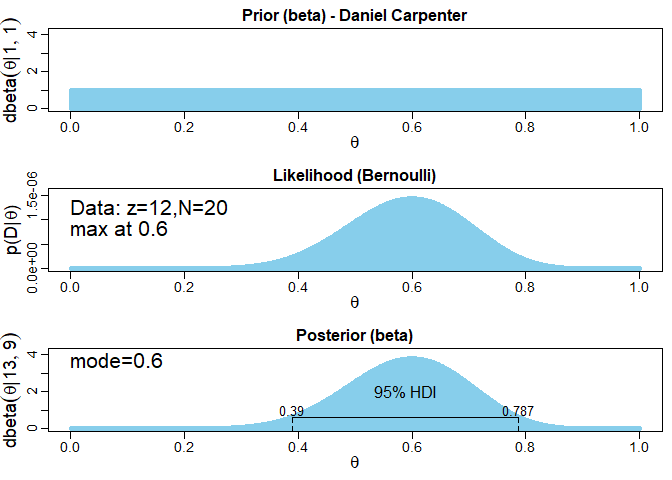 Prior (beta) - Daniel Carpenter
dbeta(θ|1, 1)
4
2
0
0.0 0.2 0.4 0.6 0.8 1.0
θ
Likelihood (Bernoulli)
p(D|θ)
1.5e-06
0.0e+00
Data: z=12,N=20
max at 0.6
0.0 0.2 0.4 0.6 0.8 1.0
θ
Posterior (beta)
dbeta(θ|13, 9)
4
2
0
mode=0.6
95% HDI
0.39 0.787
0.0 0.2 0.4 0.6 0.8 1.0
θ